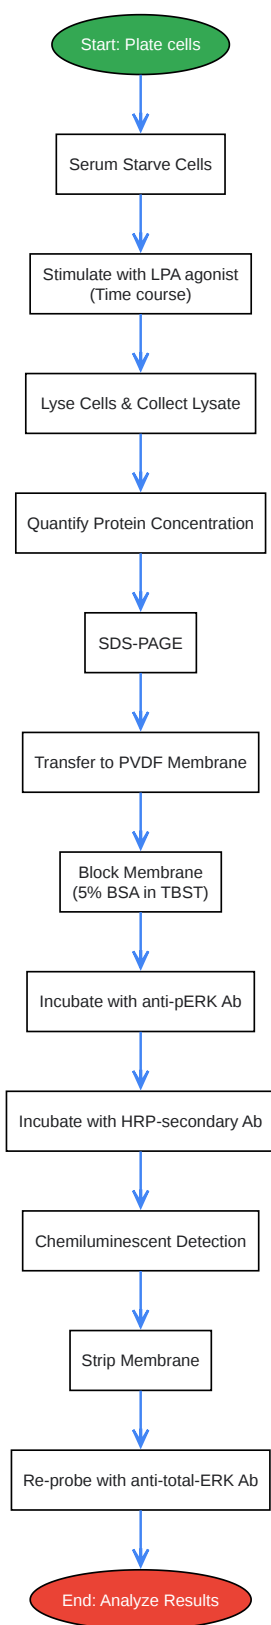 Start: Plate cells
Serum Starve Cells
Stimulate with LPA agonist
(Time course)
Lyse Cells & Collect Lysate
Quantify Protein Concentration
SDS-PAGE
Transfer to PVDF Membrane
Block Membrane
(5% BSA in TBST)
Incubate with anti-pERK Ab
Incubate with HRP-secondary Ab
Chemiluminescent Detection
Strip Membrane
Re-probe with anti-total-ERK Ab
End: Analyze Results